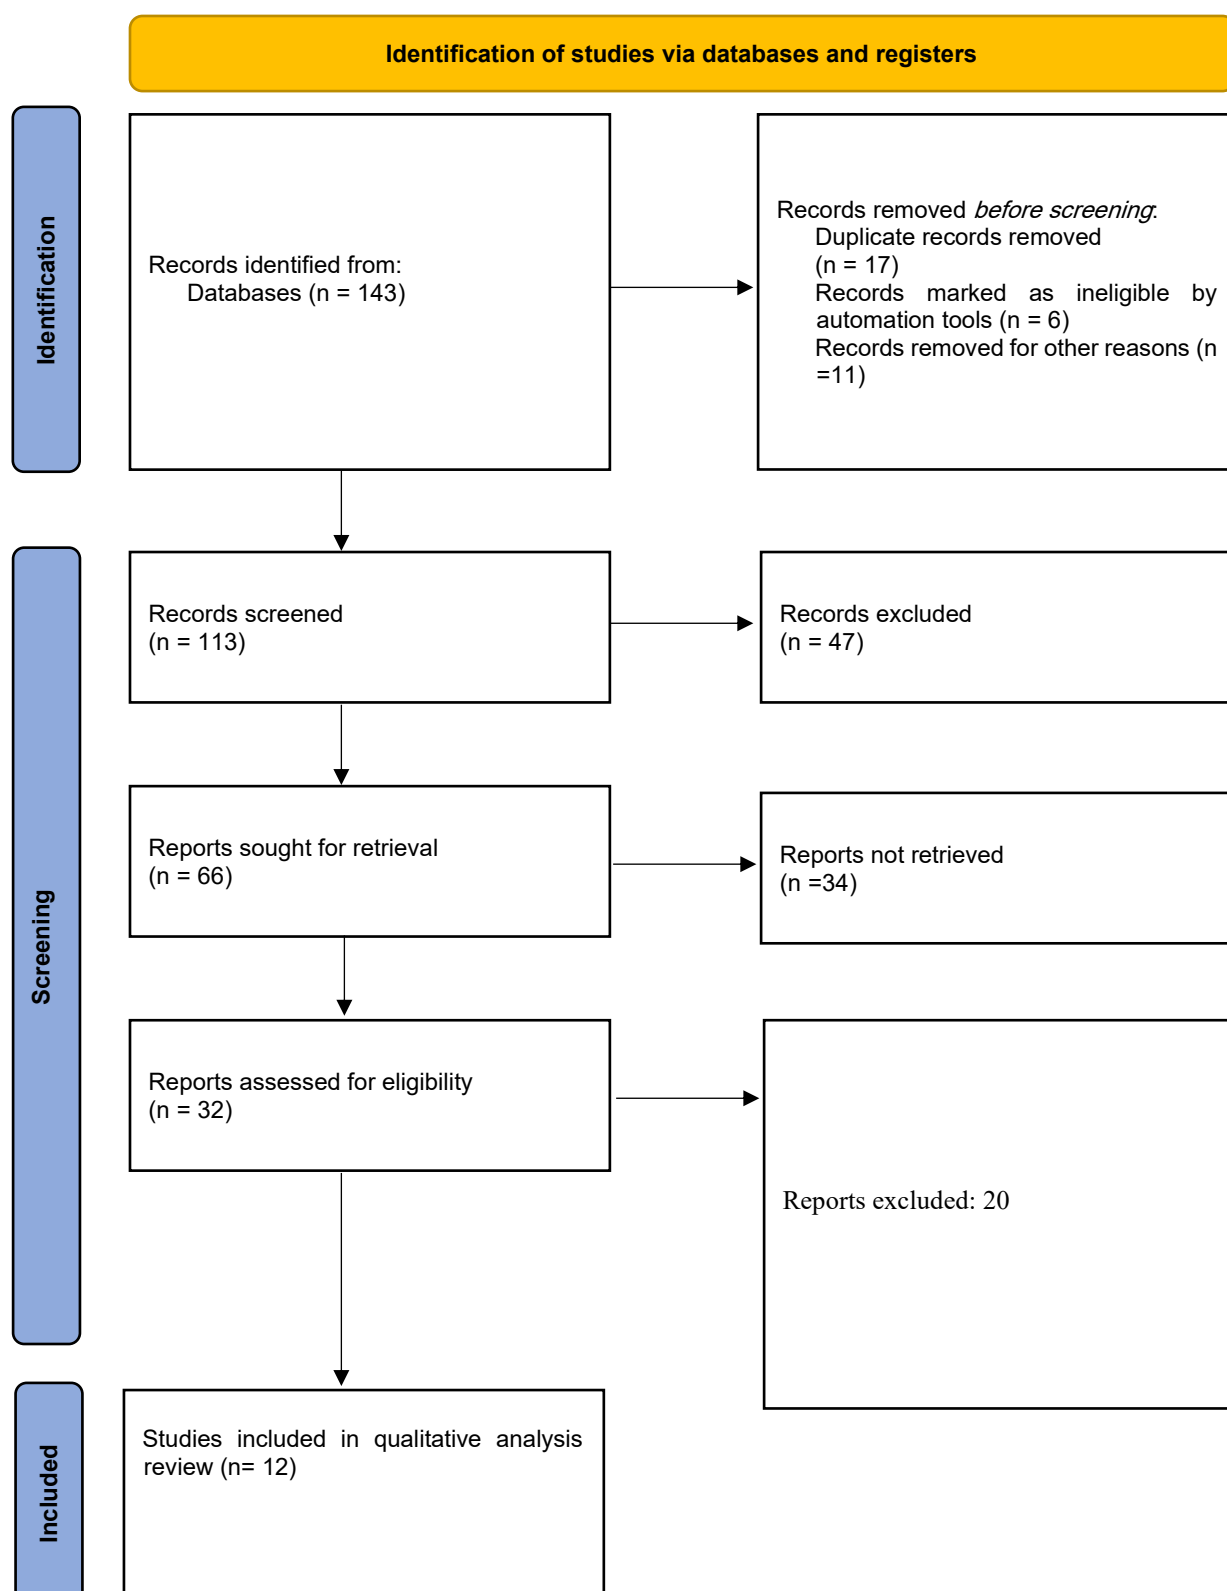 Identification of studies via databases and registers
Identification
Records identified from:
Databases (n = 143)
Records removed before screening:
Duplicate records removed
(n = 17)
Records marked as ineligible by
automation tools (n = 6)
Records removed for other reasons (n
=11)
Screening
Records screened
(n = 113)
Records excluded
(n = 47)
Reports sought for retrieval
(n = 66)
Reports not retrieved
(n =34)
Reports assessed for eligibility
(n = 32)
Reports excluded: 20
Included
Studies included in qualitative analysis
review (n= 12)